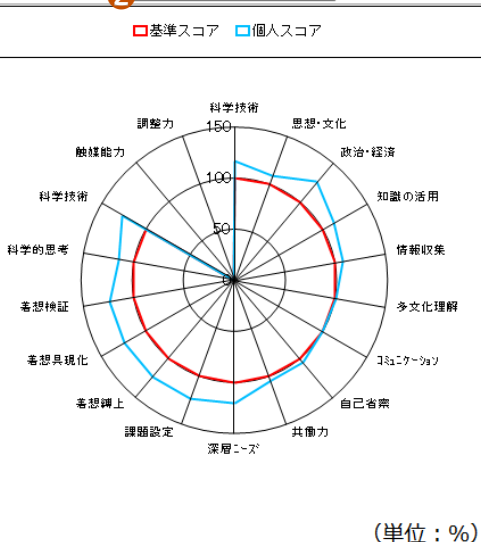 2
基準スコア 個人スコア
科学技術
思想・文化
政治・経済
知識の活用
情報収集
多文化理解
コミュニケーション
自己省察
共働力
深層ニーズ
課題設定
着想縛上
着想具現化
着想検証
科学的思考
科学技術
触媒能力
調整力
150
100
50
0
(単位：%)